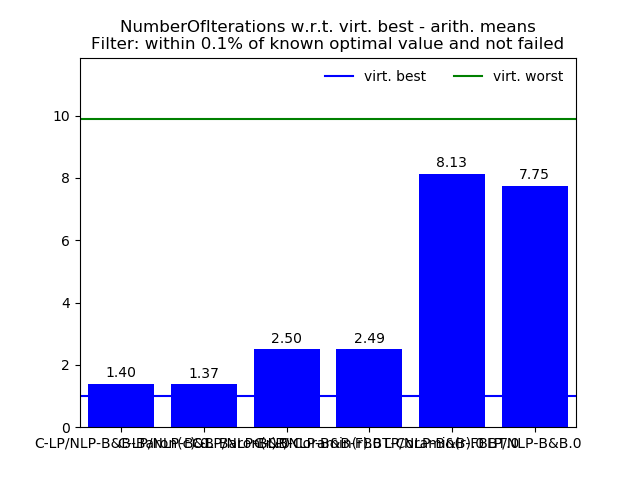 NumberOfIterations w.r.t. virt. best - arith. means
Filter: within 0.1% of known optimal value and not failed
virt. best virt. worst
10
8.13
8
7.75
6
4
2.50 2.49
2
1.40 1.37
0
C-LP/NLP-B&B-B